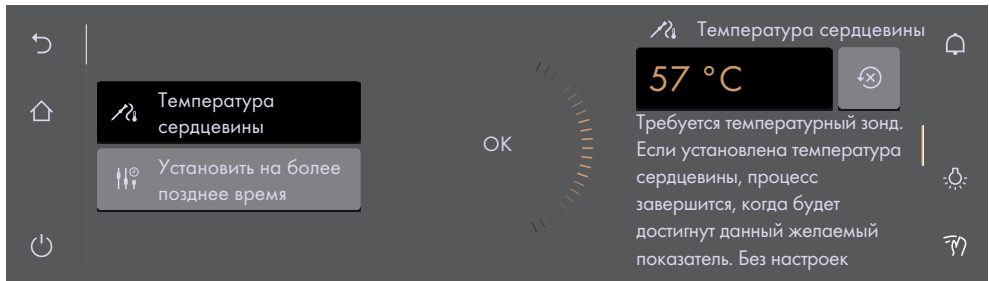 Температура
сердцевины
Установить на более
позднее время
OK
Температура сердцевины
57 °C
Требуется температурный зонд.
Если установлена температура
сердцевины, процесс
завершится, когда будет
достигнут данный желаемый
показатель. Без настроек